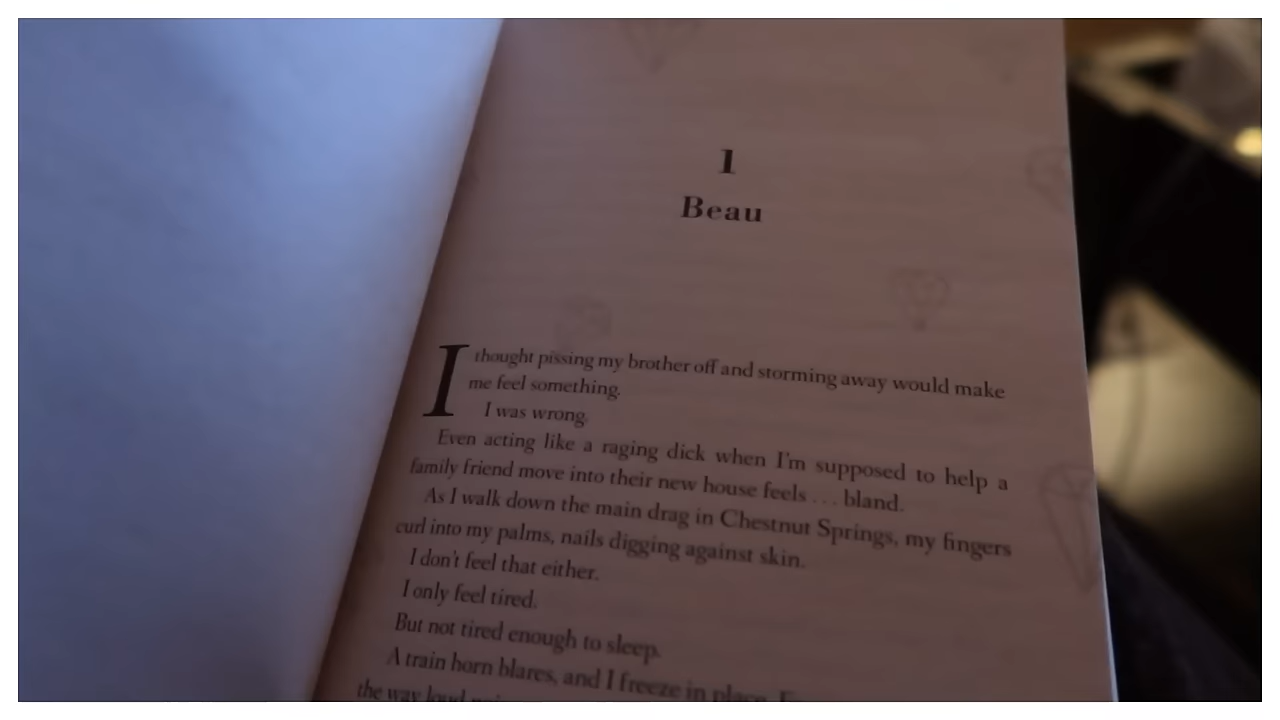 1
Beau
I thought pissing my brother off and storming away would make
me feel something.
I was wrong.
Even acting like a raging dick when I'm supposed to help a
family friend move into their new house feels . . . bland.
As I walk down the main drag in Chestnut Springs, my fingers
curl into my palms, nails digging against skin.
I don't feel that either.
I only feel tired.
But not tired enough to sleep.
A train horn blares, and I freeze in place.
the way loud